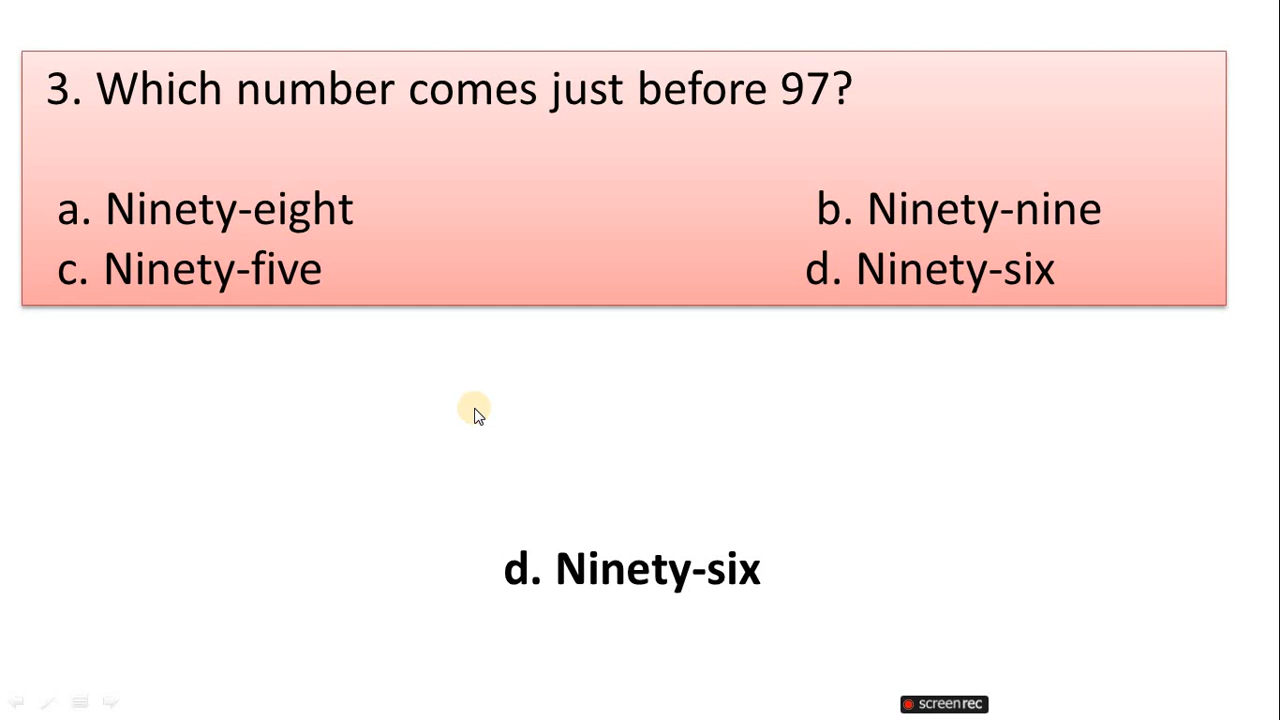 3. Which number comes just before 97?
a. Ninety-eight b. Ninety-nine
c. Ninety-five d. Ninety-six
d. Ninety-six
screenrec